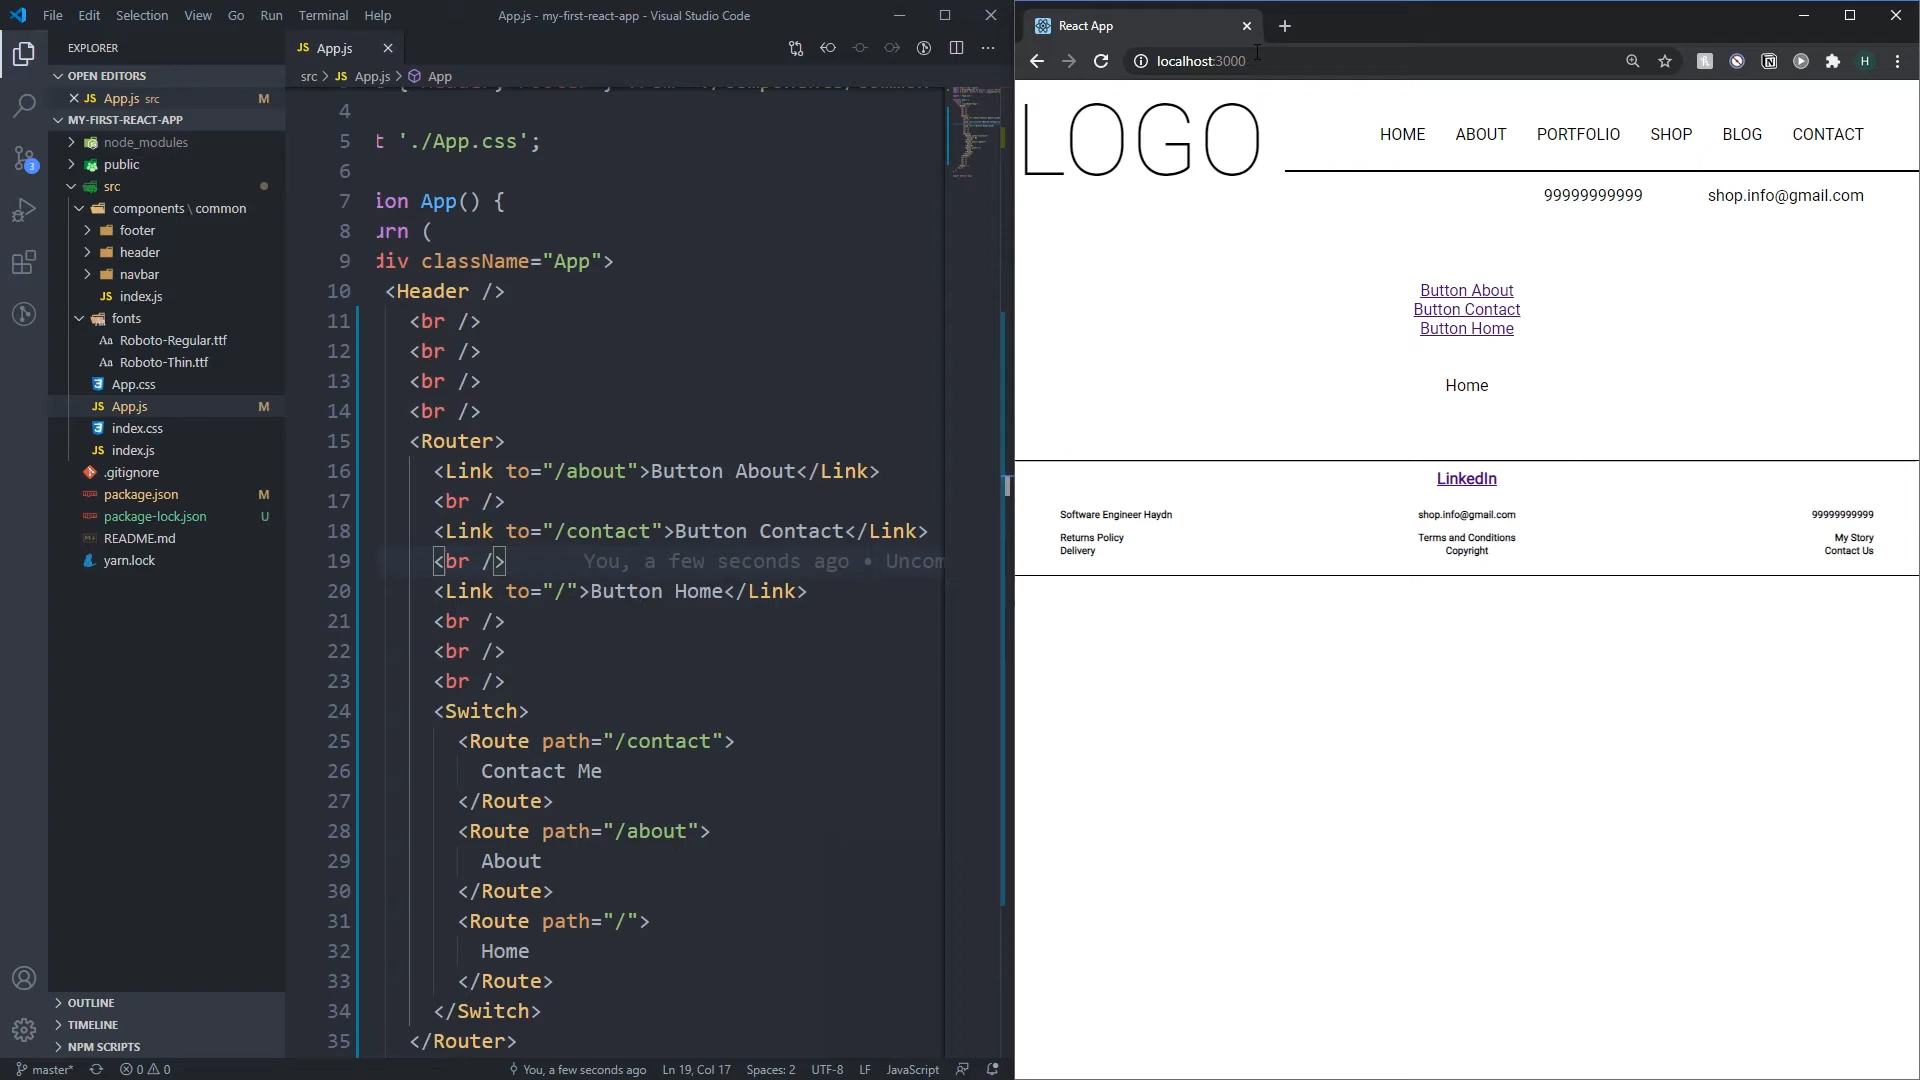 File Edit Selection View Go Run Terminal Help
App.js - my-first-react-app - Visual Studio Code
EXPLORER
OPEN EDITORS
App.js src M
MY-FIRST-REACT-APP
node_modules
public
src
components \ common
footer
header
navbar
JS index.js
fonts
Aa Roboto-Regular.ttf
Aa Roboto-Thin.ttf
App.css
JS App.js M
index.css
JS index.js
.gitignore
package.json M
package-lock.json U
README.md
yarn.lock
3
OUTLINE
TIMELINE
NPM SCRIPTS
JS App.js
src > JS App.js > App
4
5 t './App.css';
6
7 ion App() {
8 urn (
9 div className="App">
10 <Header />
11 <br />
12 <br />
13 <br />
14 <br />
15 <Router>
16 <Link to="/about">Button About</Link>
17 <br />
18 <Link to="/contact">Button Contact</Link>
19 <br /> You, a few seconds ago • Uncom
20 <Link to="/">Button Home</Link>
21 <br />
22 <br />
23 <br />
24 <Switch>
25 <Route path="/contact">
26 Contact Me
27 </Route>
28 <Route path="/about">
29 About
30 </Route>
31 <Route path="/">
32 Home
33 </Route>
34 </Switch>
35 </Router>
master* 0 0 You, a few seconds ago Ln 19, Col 17 Spaces: 2 UTF-8 LF JavaScript
React App
localhost:3000
H
LOGO
HOME ABOUT PORTFOLIO SHOP BLOG CONTACT
99999999999 shop.info@gmail.com
Button About
Button Contact
Button Home
Home
LinkedIn
Software Engineer Haydn shop.info@gmail.com 99999999999
Returns Policy Terms and Conditions My Story
Delivery Copyright Contact Us